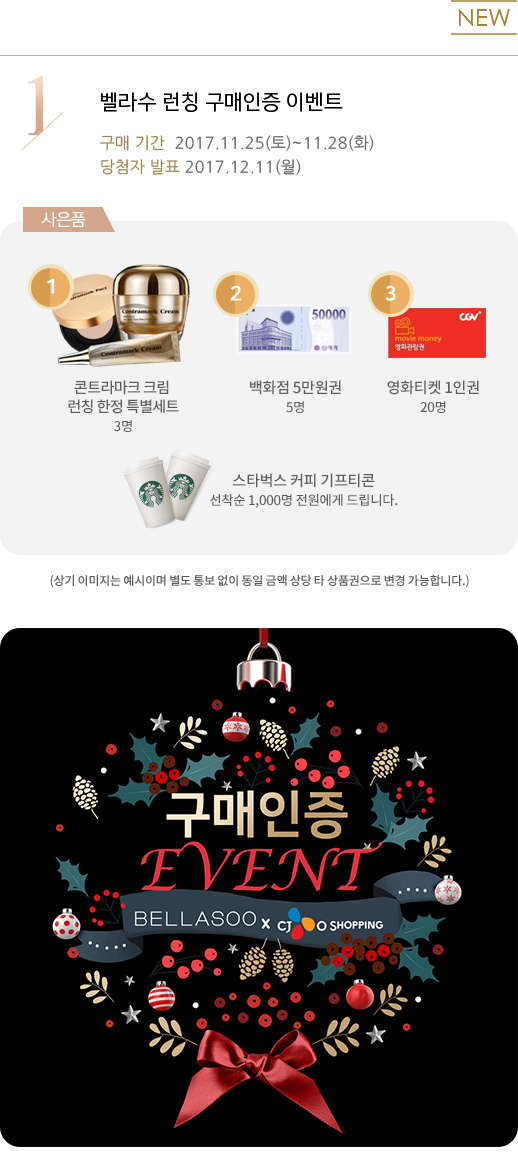 NEW
1
벨라수 런칭 구매인증 이벤트
구매 기간 2017.11.25(토)~11.28(화)
당첨자 발표 2017.12.11(월)
사은품
1
2
3
Contramark Pact
Contramark Cream
Contramark Cream
50000
CGV
movie money
영화관람권
콘트라마크 크림
런칭 한정 특별세트
3명
백화점 5만원권
5명
영화티켓 1인권
20명
스타벅스 커피 기프티콘
선착순 1,000명 전원에게 드립니다.
(상기 이미지는 예시이며 별도 통보 없이 동일 금액 상당 타 상품권으로 변경 가능합니다.)
구매인증
EVENT
BELLASOO x CJ O SHOPPING